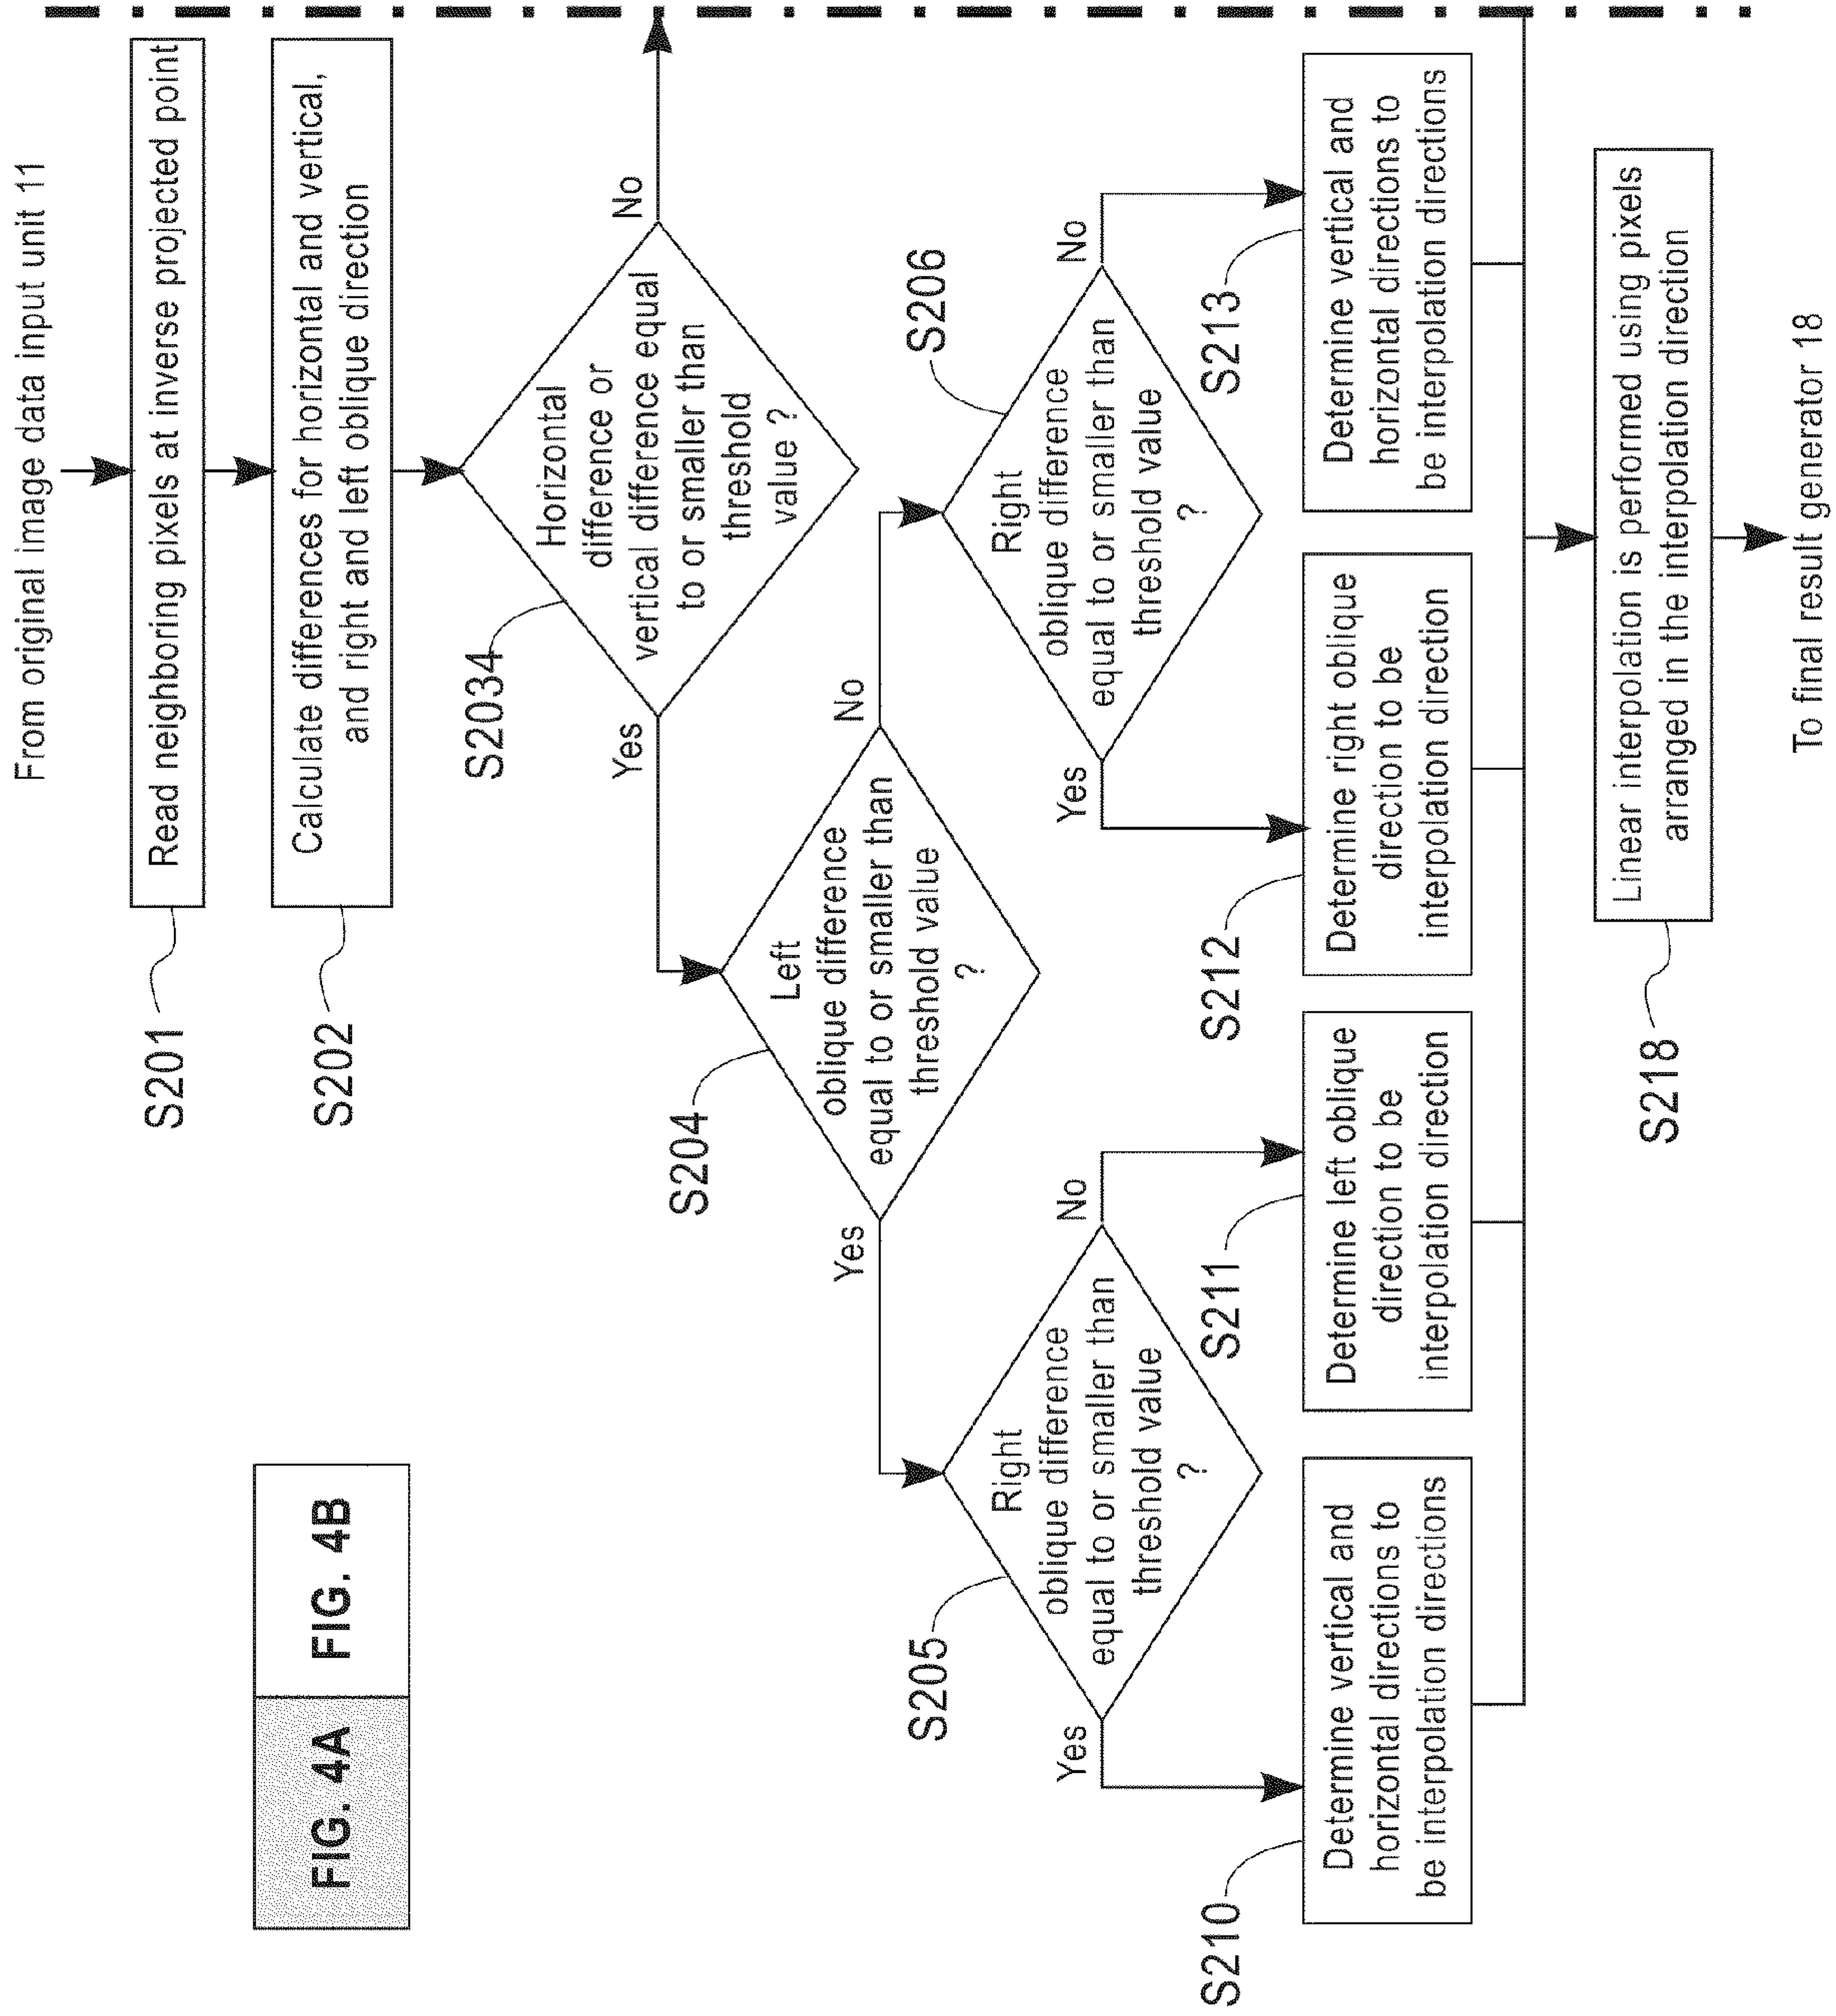 FIG. 4A
FIG. 4B
From original image data input unit 11
S201
Read neighboring pixels at inverse projected point
S202
Calculate differences for horizontal and vertical,
and right and left oblique direction
S2034
Horizontal
difference or
vertical difference equal
to or smaller than
threshold
value ?
Yes
No
S204
Left
oblique difference
equal to or smaller than
threshold value
?
Yes
No
S205
Right
oblique difference
equal to or smaller than
threshold value
?
Yes
No
S206
Right
oblique difference
equal to or smaller than
threshold value
?
Yes
No
S210
Determine vertical and
horizontal directions to
be interpolation directions
S211
Determine left oblique
direction to be
interpolation direction
S212
Determine right oblique
direction to be
interpolation direction
S213
Determine vertical and
horizontal directions to
be interpolation directions
S218
Linear interpolation is performed using pixels
arranged in the interpolation direction
To final result generator 18